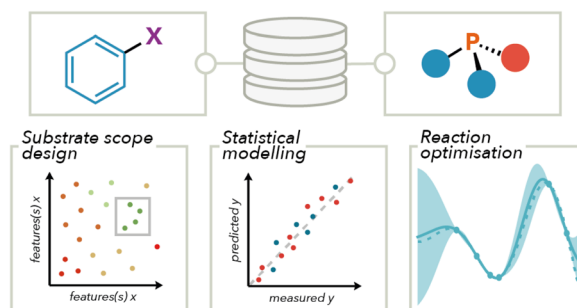 X
P
Substrate scope
design
Statistical
modelling
Reaction
optimisation
features(s) x
features(s) x
predicted y
measured y